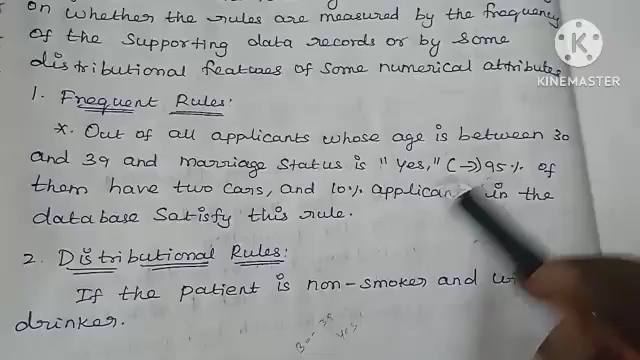 on whether the rules are measured by the frequency
of the supporting data records or by some
distributional features of some numerical attributes
KINEMASTER
1. Frequent Rules:
*. Out of all applicants whose age is between 30
and 39 and marriage status is "yes," (->) 95% of
them have two cars, and 10% applican in the
database satisfy this rule.
2. Distributional Rules:
If the patient is non-smoker and
drinker.
30-39
yes